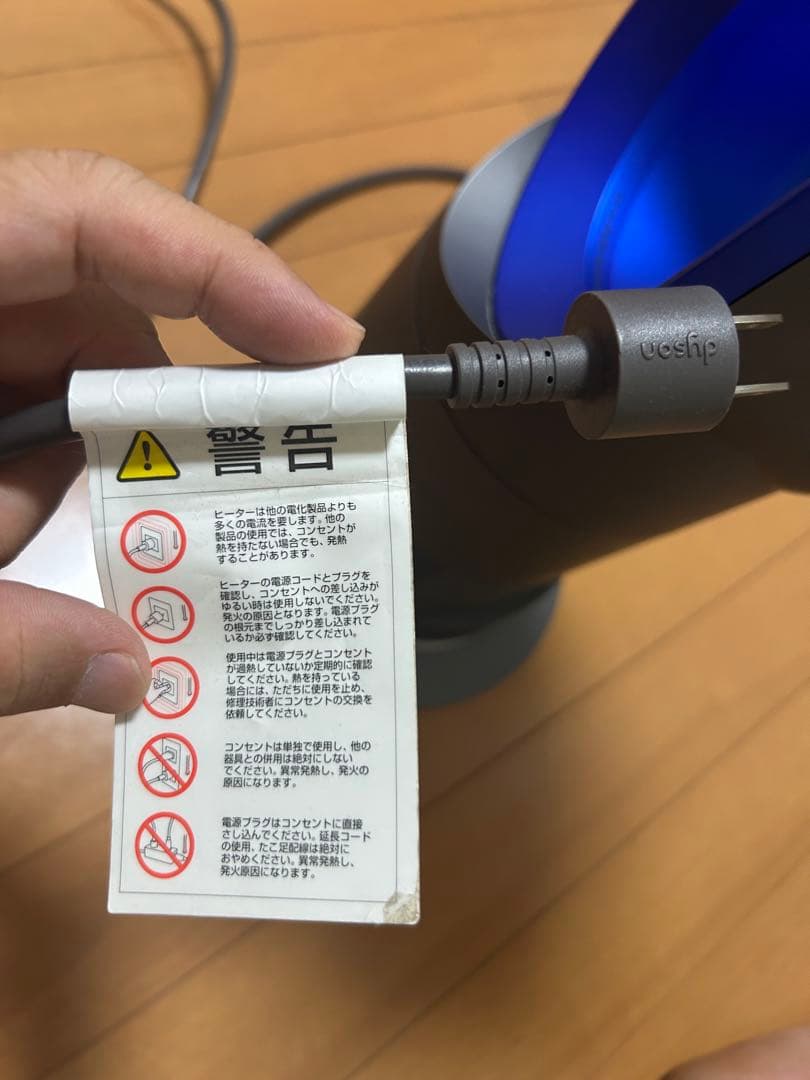 dyson
警告
ヒーターは他の電化製品よりも
多くの電流を要します。他の
製品の使用では、コンセントが
熱を持たない場合でも、発熱
することがあります。
ヒーターの電源コードとプラグを
確認し、コンセントへの差し込みが
ゆるい時は使用しないでください。
発火の原因となります。電源プラグ
の根元までしっかり差し込まれて
いるか必ず確認してください。
使用中は電源プラグとコンセント
が過熱していないか定期的に確認
してください。熱を持っている
場合には、ただちに使用を止め、
修理技術者にコンセントの交換を
依頼してください。
コンセントは単独で使用し、他の
器具との併用は絶対にしない
でください。異常発熱し、発火の
原因になります。
電源プラグはコンセントに直接
さし込んでください。延長コード
の使用、たこ足配線は絶対に
おやめください。異常発熱し、
発火原因になります。